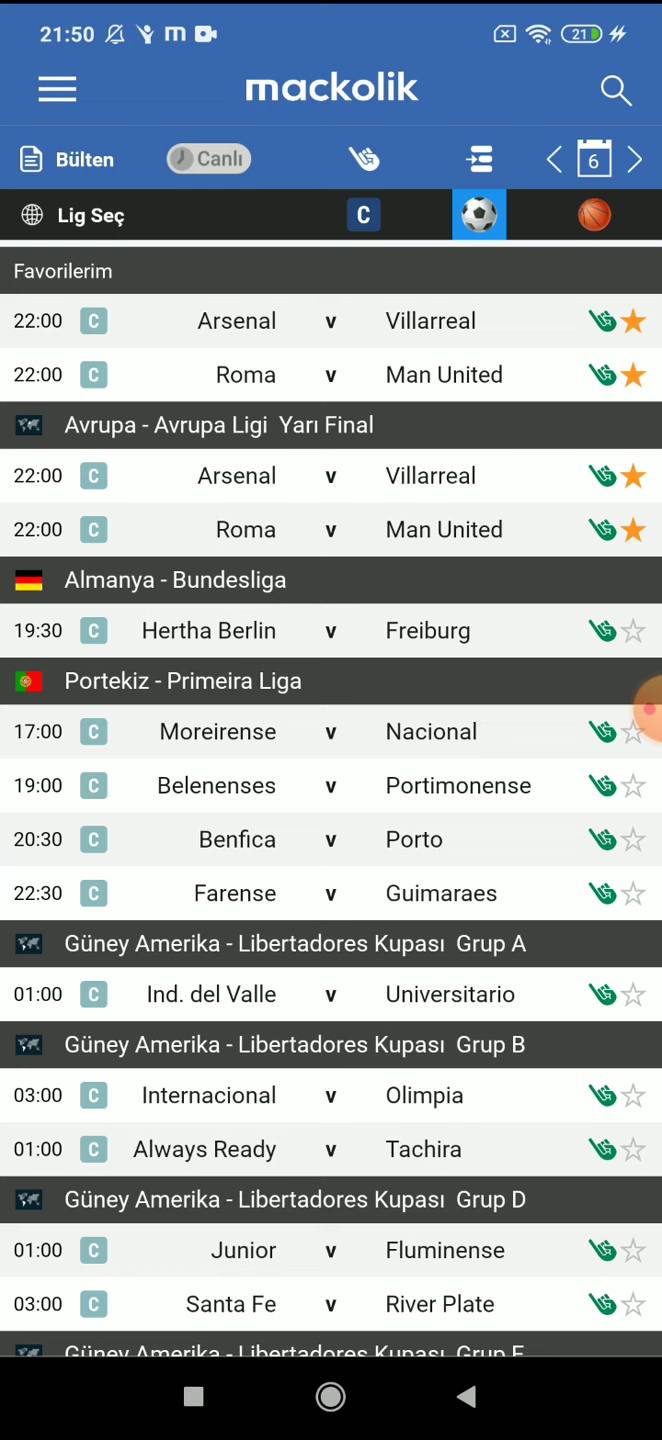 21:50 m 21
mackolik
Bülten Canlı 6
Lig Seç C
Favorilerim
22:00 C Arsenal v Villarreal
22:00 C Roma v Man United
Avrupa - Avrupa Ligi Yarı Final
22:00 C Arsenal v Villarreal
22:00 C Roma v Man United
Almanya - Bundesliga
19:30 C Hertha Berlin v Freiburg
Portekiz - Primeira Liga
17:00 C Moreirense v Nacional
19:00 C Belenenses v Portimonense
20:30 C Benfica v Porto
22:30 C Farense v Guimaraes
Güney Amerika - Libertadores Kupası Grup A
01:00 C Ind. del Valle v Universitario
Güney Amerika - Libertadores Kupası Grup B
03:00 C Internacional v Olimpia
01:00 C Always Ready v Tachira
Güney Amerika - Libertadores Kupası Grup D
01:00 C Junior v Fluminense
03:00 C Santa Fe v River Plate
Güney Amerika - Libertadores Kupası Grup